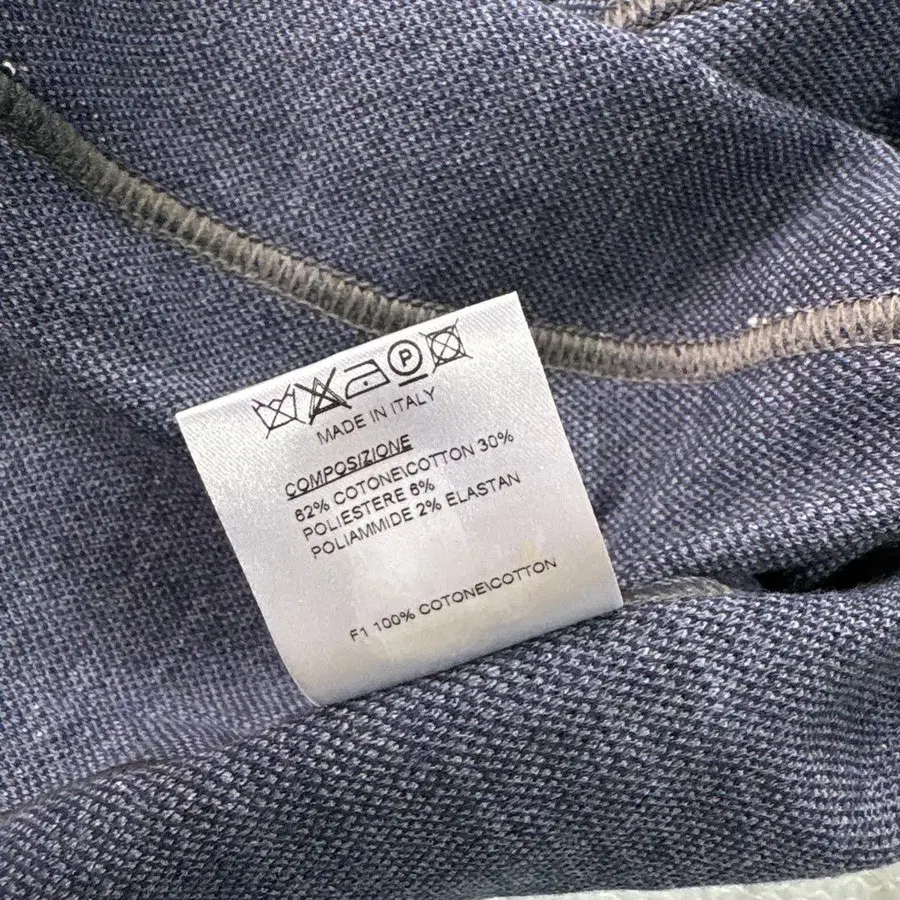 P
MADE IN ITALY
COMPOSIZIONE
62% COTONE\COTTON 30%
POLIESTERE 6%
POLIAMMIDE 2% ELASTAN
F1 100% COTONE\COTTON